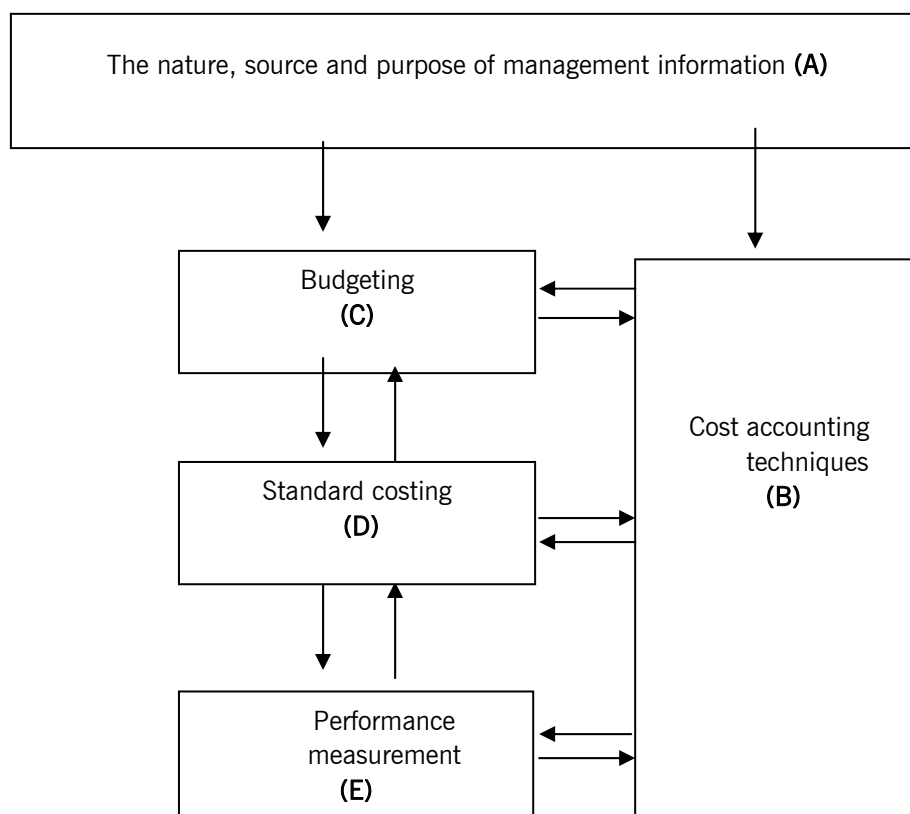 The nature, source and purpose of management information (A)
Budgeting
(C)
Cost accounting
techniques
(B)
Standard costing
(D)
Performance
measurement
(E)